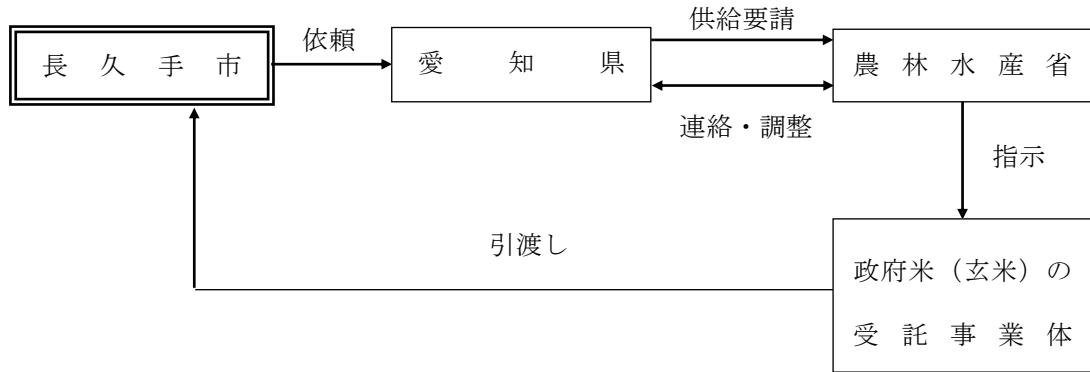 供給要請
依頼
長久手市
愛知県
農林水産省
連絡・調整
指示
引渡し
政府米（玄米）の
受託事業体